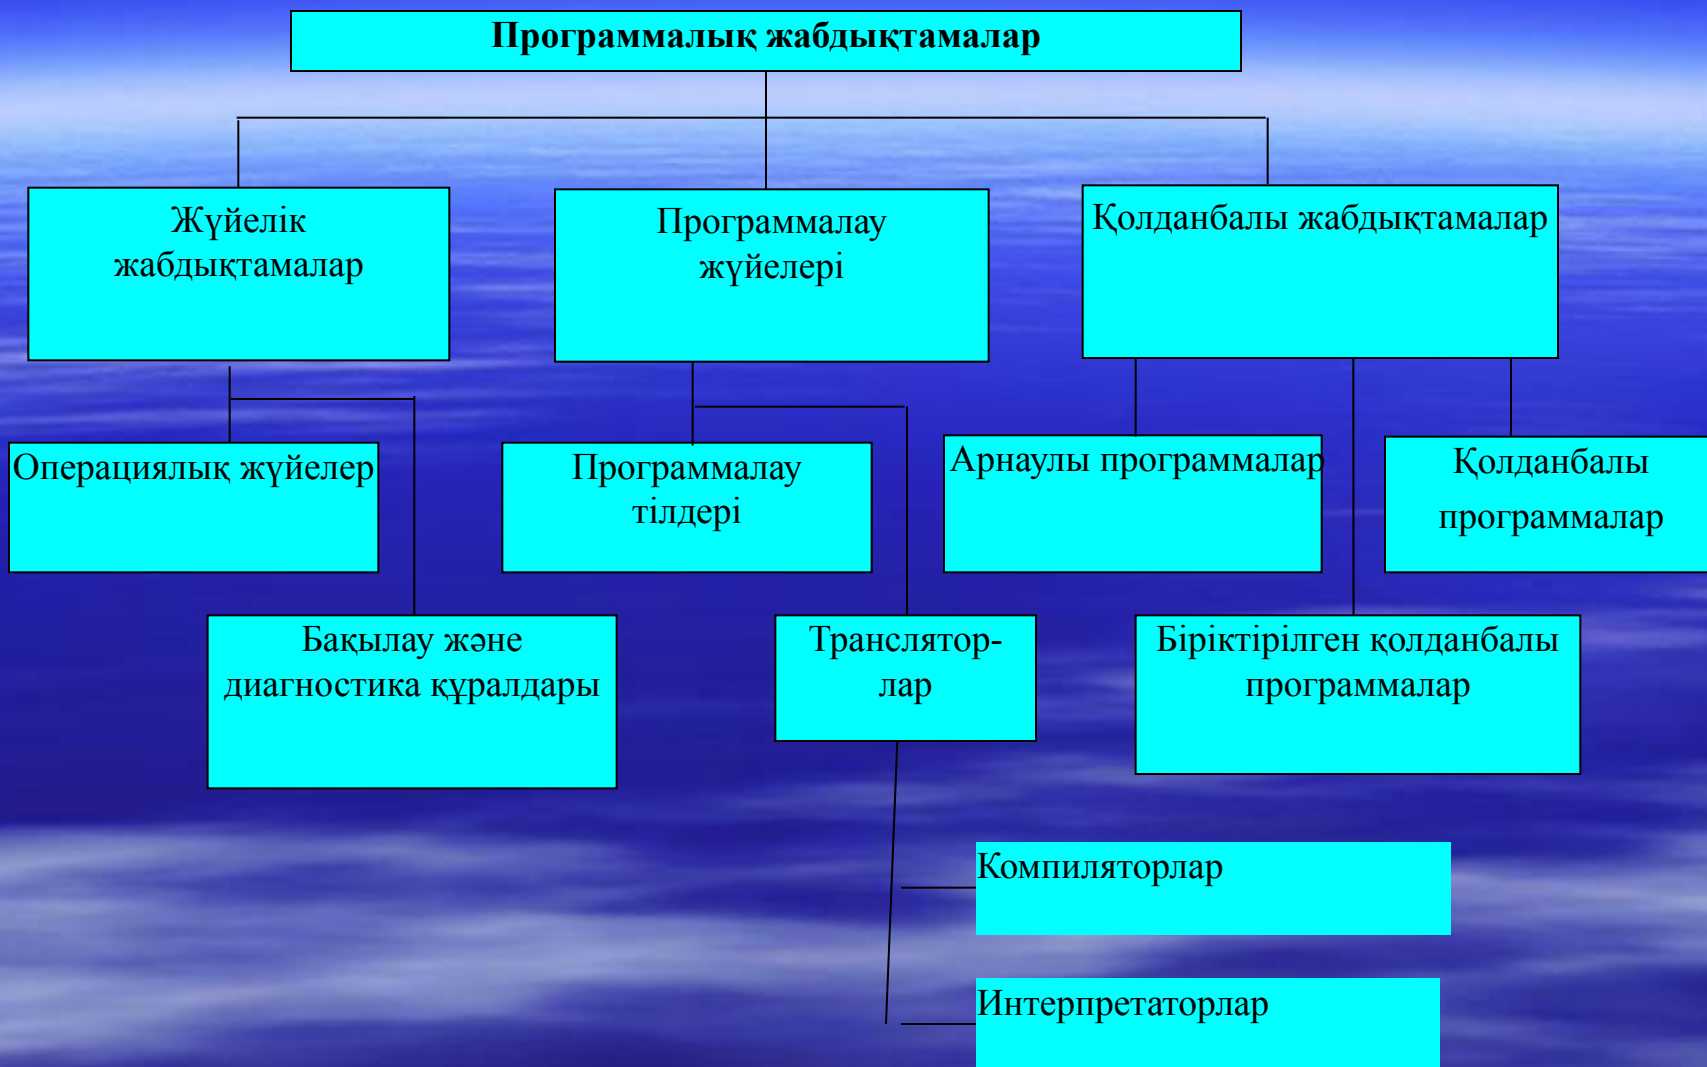 Программалық жабдықтамалар
Жүйелік
жабдықтамалар
Программалау
жүйелері
Қолданбалы жабдықтамалар
Операциялық жүйелер
Программалау
тілдері
Арнаулы программалар
Қолданбалы
программалар
Бақылау және
диагностика құралдары
Транслятор-
лар
Біріктірілген қолданбалы
программалар
Компиляторлар
Интерпретаторлар